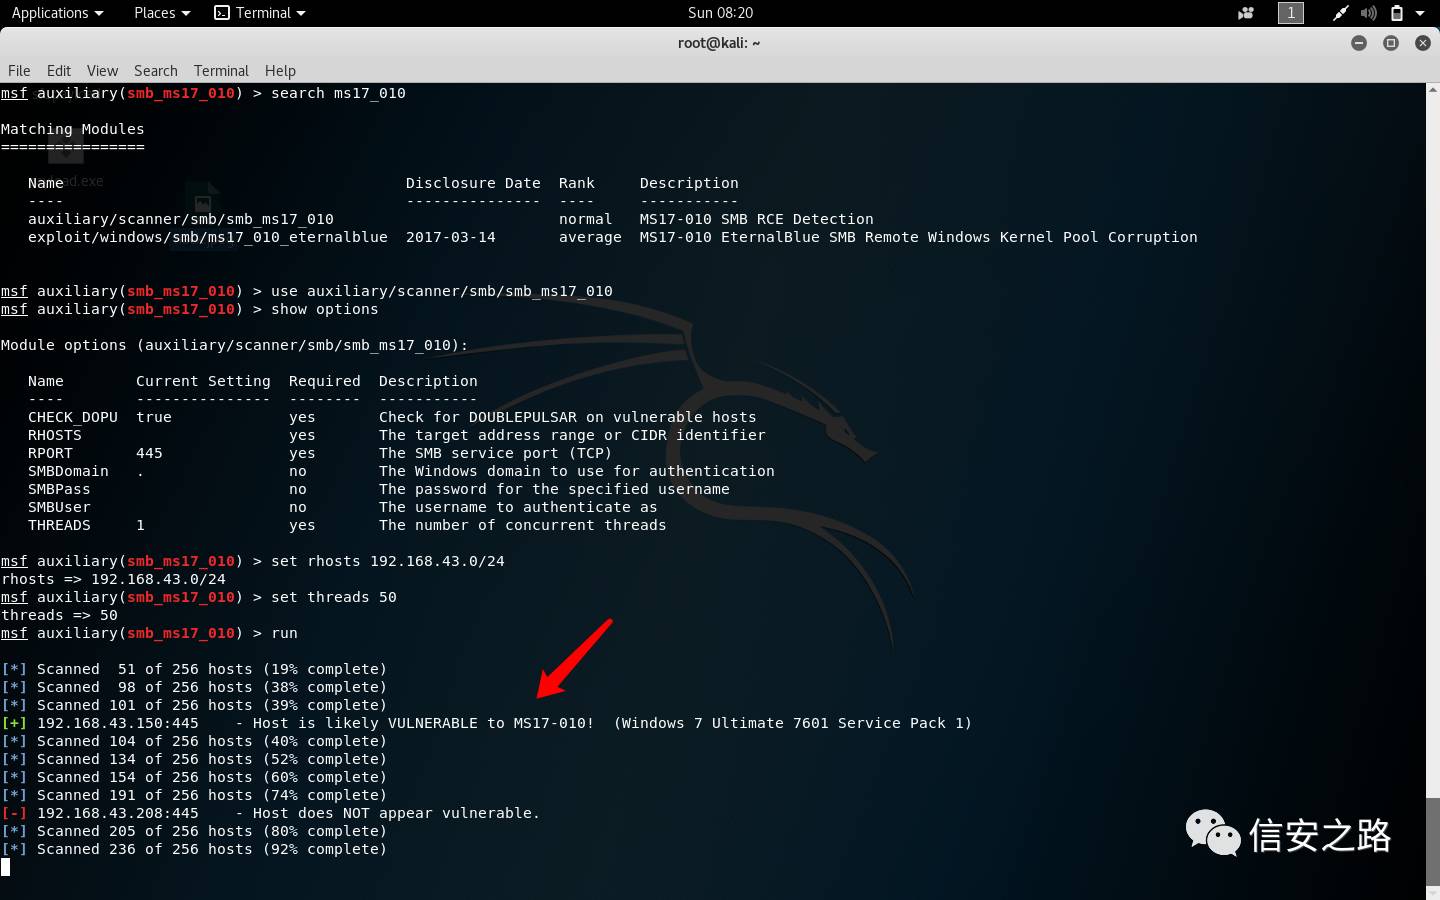 Applications Places Terminal Sun 08:20 1
root@kali: ~
File Edit View Search Terminal Help
msf auxiliary(smb_ms17_010) > search ms17_010
Matching Modules
================
Name Disclosure Date Rank Description
---- --------------- ---- -----------
auxiliary/scanner/smb/smb_ms17_010 normal MS17-010 SMB RCE Detection
exploit/windows/smb/ms17_010_eternalblue 2017-03-14 average MS17-010 EternalBlue SMB Remote Windows Kernel Pool Corruption
msf auxiliary(smb_ms17_010) > use auxiliary/scanner/smb/smb_ms17_010
msf auxiliary(smb_ms17_010) > show options
Module options (auxiliary/scanner/smb/smb_ms17_010):
Name Current Setting Required Description
---- --------------- -------- -----------
CHECK_DOPU true yes Check for DOUBLEPULSAR on vulnerable hosts
RHOSTS yes The target address range or CIDR identifier
RPORT 445 yes The SMB service port (TCP)
SMBDomain . no The Windows domain to use for authentication
SMBPass no The password for the specified username
SMBUser no The username to authenticate as
THREADS 1 yes The number of concurrent threads
msf auxiliary(smb_ms17_010) > set rhosts 192.168.43.0/24
rhosts => 192.168.43.0/24
msf auxiliary(smb_ms17_010) > set threads 50
threads => 50
msf auxiliary(smb_ms17_010) > run
[*] Scanned  51 of 256 hosts (19% complete)
[*] Scanned  98 of 256 hosts (38% complete)
[*] Scanned 101 of 256 hosts (39% complete)
[+] 192.168.43.150:445 - Host is likely VULNERABLE to MS17-010! (Windows 7 Ultimate 7601 Service Pack 1)
[*] Scanned 104 of 256 hosts (40% complete)
[*] Scanned 134 of 256 hosts (52% complete)
[*] Scanned 154 of 256 hosts (60% complete)
[*] Scanned 191 of 256 hosts (74% complete)
[-] 192.168.43.208:445 - Host does NOT appear vulnerable.
[*] Scanned 205 of 256 hosts (80% complete)
[*] Scanned 236 of 256 hosts (92% complete)
信安之路